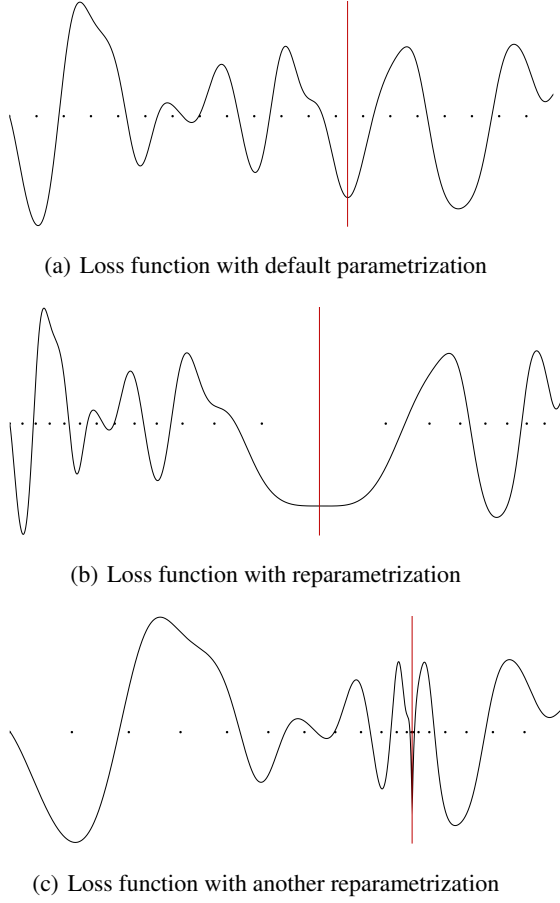 (a) Loss function with default parametrization
(b) Loss function with reparametrization
(c) Loss function with another reparametrization